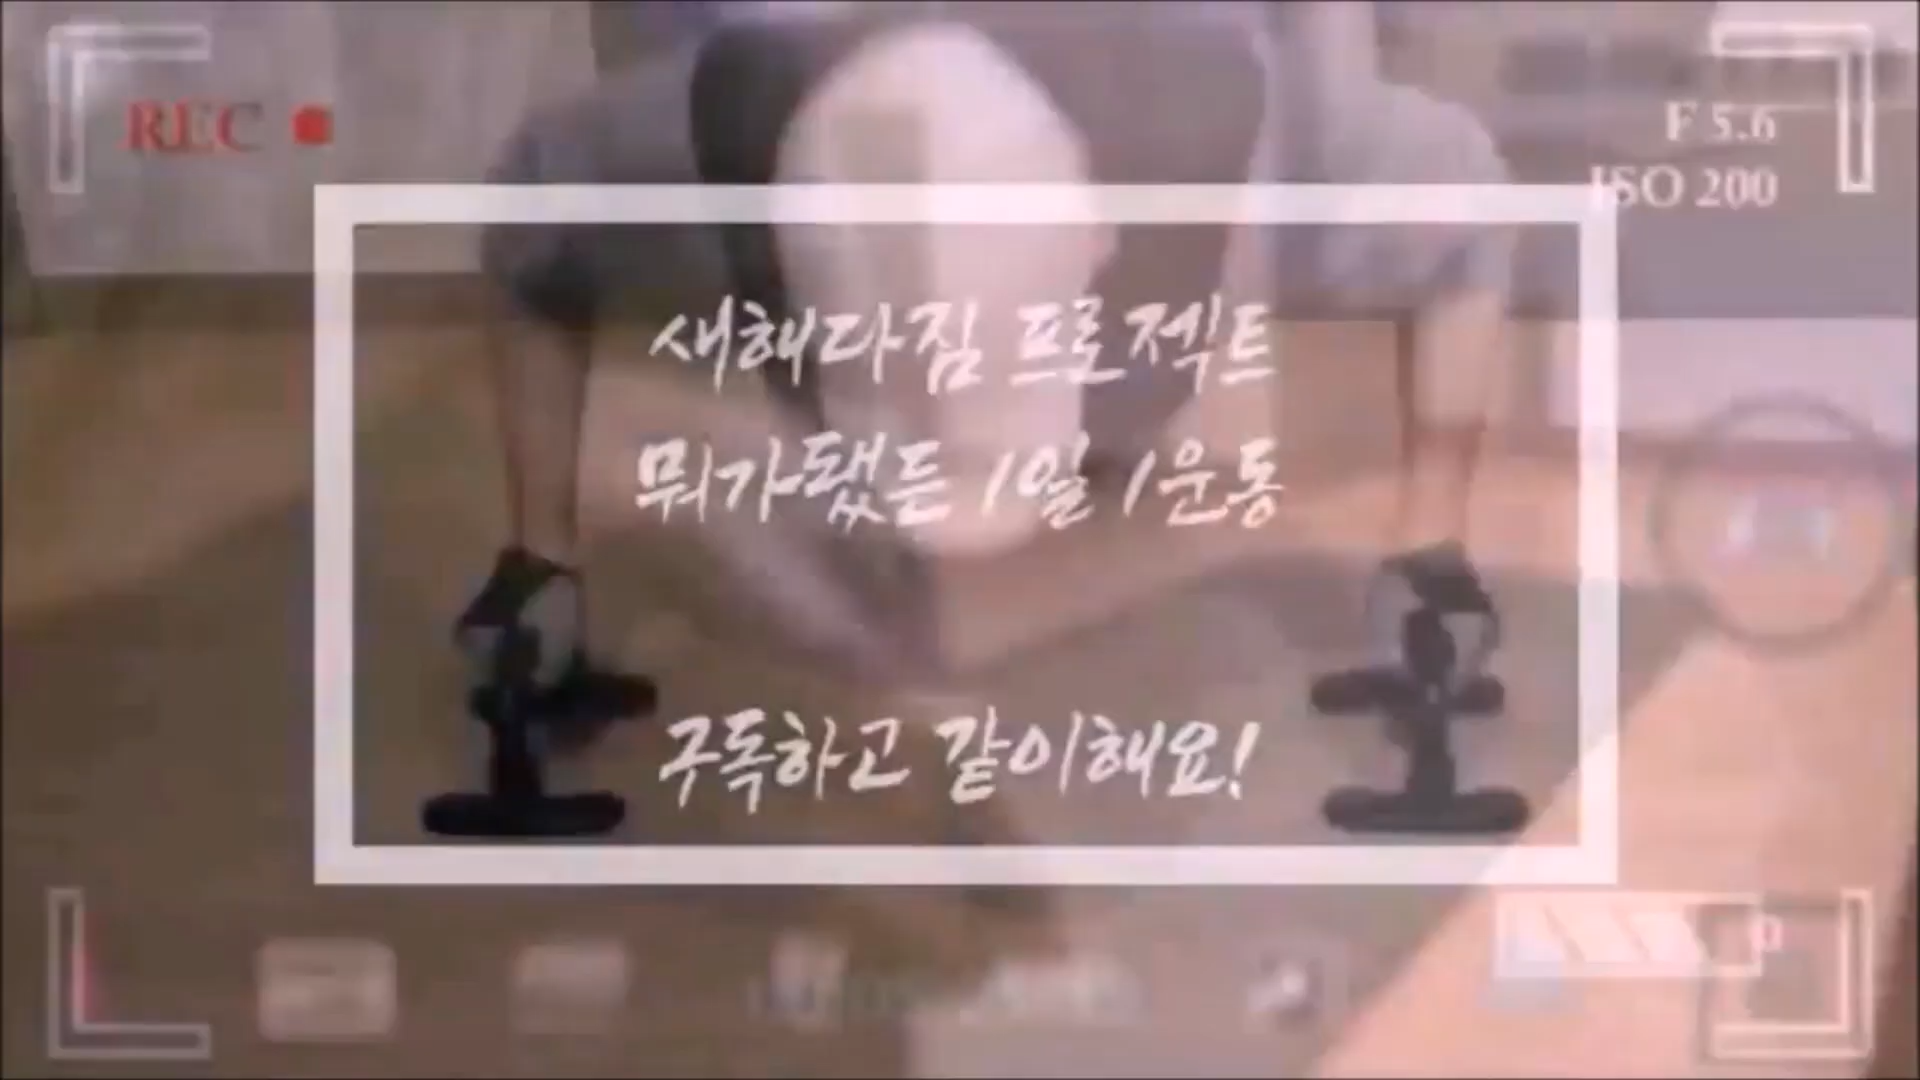 REC
F 5.6
ISO 200
새해다짐 프로젝트
뭐가됐든 1일 1운동
구독하고 같이해요!